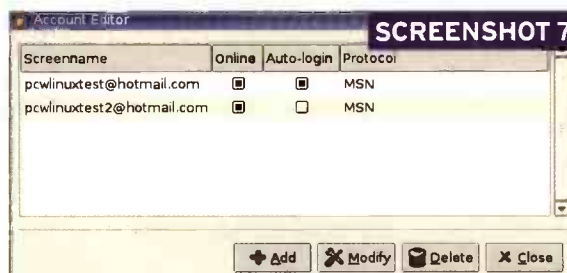 Account Editor
SCREENSHOT 7
Screenname Online Auto-login Protocol
pcwlinuxtest@hotmail.com MSN
pcwlinuxtest2@hotmail.com MSN
Add Modify Delete Close